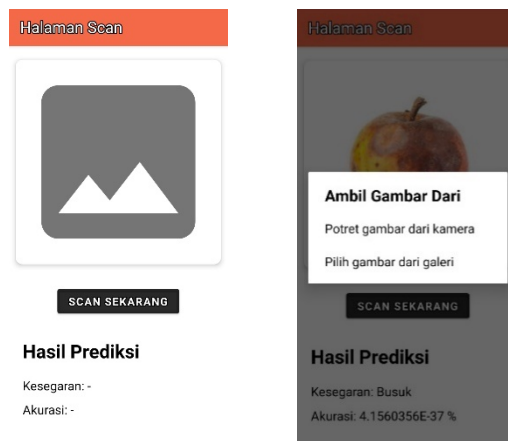 Halaman Scan
SCAN SEKARANG
Hasil Prediksi
Kesegaran: -
Akurasi: -
Halaman Scan
Ambil Gambar Dari
Potret gambar dari kamera
Pilih gambar dari galeri
SCAN SEKARANG
Hasil Prediksi
Kesegaran: Busuk
Akurasi: 4.1560356E-37 %